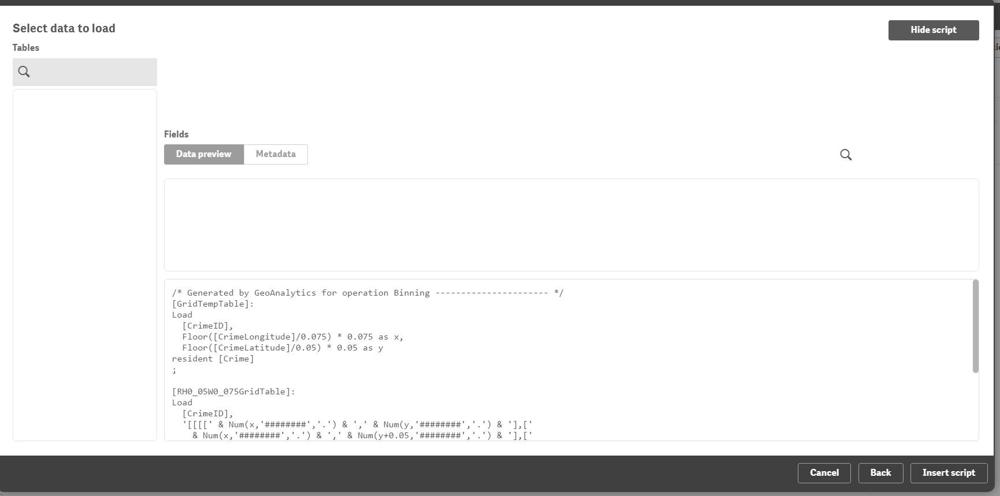 Select data to load
Hide script
Tables
Fields
Data preview
Metadata
/* Generated by GeoAnalytics for operation Binning ---------------------- */
[GridTempTable]:
Load
  [CrimeID],
  Floor([CrimeLongitude]/0.075) * 0.075 as x,
  Floor([CrimeLatitude]/0.05) * 0.05 as y
resident [Crime]
;
[RH0_05W0_075GridTable]:
Load
  [CrimeID],
  '[[[[' & Num(x,'########','.') & ',' & Num(y,'########','.') & '],['
    & Num(x,'########','.') & ',' & Num(y+0.05,'########','.') & '],['
Cancel
Back
Insert script